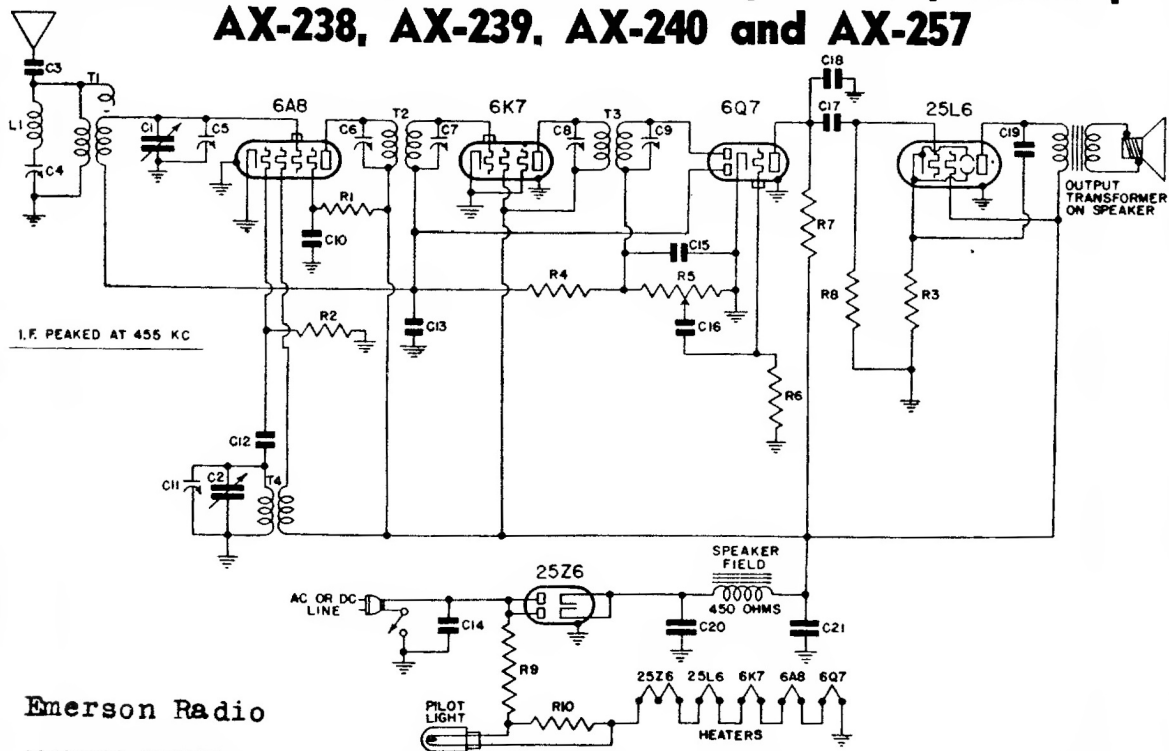 AX-238, AX-239, AX-240 and AX-257
C3
T1
L1
C4
C1
C5
6A8
C6
T2
C7
6K7
C8
T3
C9
6Q7
C18
C17
25L6
C19
OUTPUT
TRANSFORMER
ON SPEAKER
R1
C10
R7
C15
R4
R5
R8
R3
C16
C13
R2
R6
I.F. PEAKED AT 455 KC
C12
C11
C2
T4
25Z6
SPEAKER
FIELD
450 OHMS
AC OR DC
LINE
C14
C20
C21
R9
25Z6 25L6 6K7 6A8 6Q7
PILOT
LIGHT
R10
HEATERS
Emerson Radio